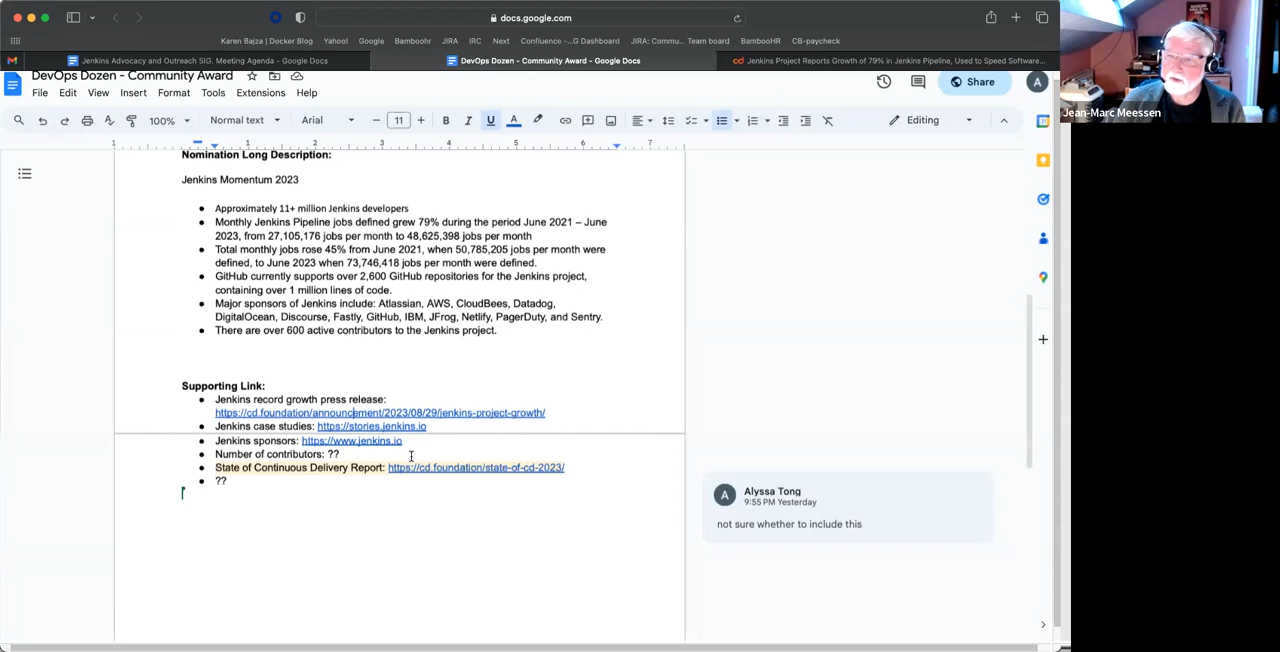 docs.google.com
Karen Bajza | Docker Blog Yahoo! Google Bamboohr JIRA IRC Next Confluence -...G Dashboard JIRA: Commu... Team board BambooHR CB-paycheck
Jenkins Advocacy and Outreach SIG. Meeting Agenda - Google Docs
DevOps Dozen - Community Award - Google Docs
Jenkins Project Reports Growth of 79% in Jenkins Pipeline, Used to Speed Software...
DevOps Dozen - Community Award
Share
A
File Edit View Insert Format Tools Extensions Help
100% Normal text Arial 11 Editing
1 1 2 3 4 5 6 7
Nomination Long Description:
Jenkins Momentum 2023
● Approximately 11+ million Jenkins developers
● Monthly Jenkins Pipeline jobs defined grew 79% during the period June 2021 – June
2023, from 27,105,176 jobs per month to 48,625,398 jobs per month
● Total monthly jobs rose 45% from June 2021, when 50,785,205 jobs per month were
defined, to June 2023 when 73,746,418 jobs per month were defined.
● GitHub currently supports over 2,600 GitHub repositories for the Jenkins project,
containing over 1 million lines of code.
● Major sponsors of Jenkins include: Atlassian, AWS, CloudBees, Datadog,
DigitalOcean, Discourse, Fastly, GitHub, IBM, JFrog, Netlify, PagerDuty, and Sentry.
● There are over 600 active contributors to the Jenkins project.
Supporting Link:
● Jenkins record growth press release:
https://cd.foundation/announcement/2023/08/29/jenkins-project-growth/
● Jenkins case studies: https://stories.jenkins.io
● Jenkins sponsors: https://www.jenkins.io
● Number of contributors: ??
● State of Continuous Delivery Report: https://cd.foundation/state-of-cd-2023/
● ??
A
Alyssa Tong
9:55 PM Yesterday
not sure whether to include this
Jean-Marc Meessen